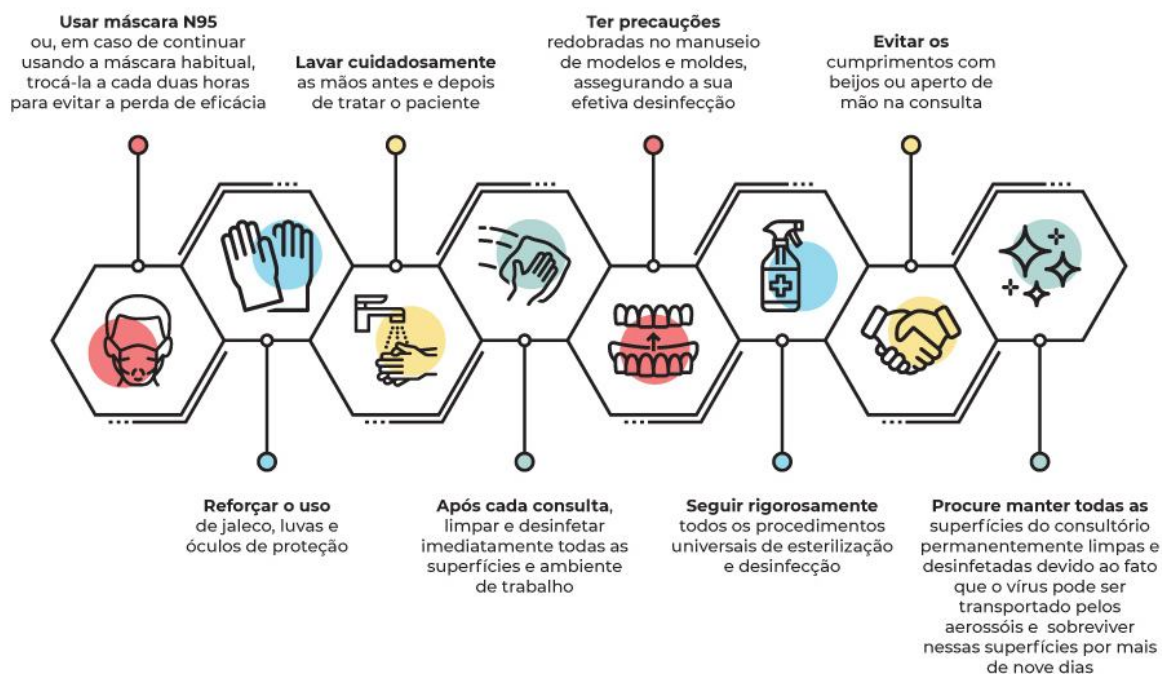 Usar máscara N95
ou, em caso de continuar
usando a máscara habitual,
trocá-la a cada duas horas
para evitar a perda de eficácia
Lavar cuidadosamente
as mãos antes e depois
de tratar o paciente
Ter precauções
redobradas no manuseio
de modelos e moldes,
assegurando a sua
efetiva desinfecção
Evitar os
cumprimentos com
beijos ou aperto de
mão na consulta
Reforçar o uso
de jaleco, luvas e
óculos de proteção
Após cada consulta,
limpar e desinfetar
imediatamente todas as
superfícies e ambiente
de trabalho
Seguir rigorosamente
todos os procedimentos
universais de esterilização
e desinfecção
Procure manter todas as
superfícies do consultório
permanentemente limpas e
desinfetadas devido ao fato
que o vírus pode ser
transportado pelos
aerossóis e sobreviver
nessas superfícies por mais
de nove dias